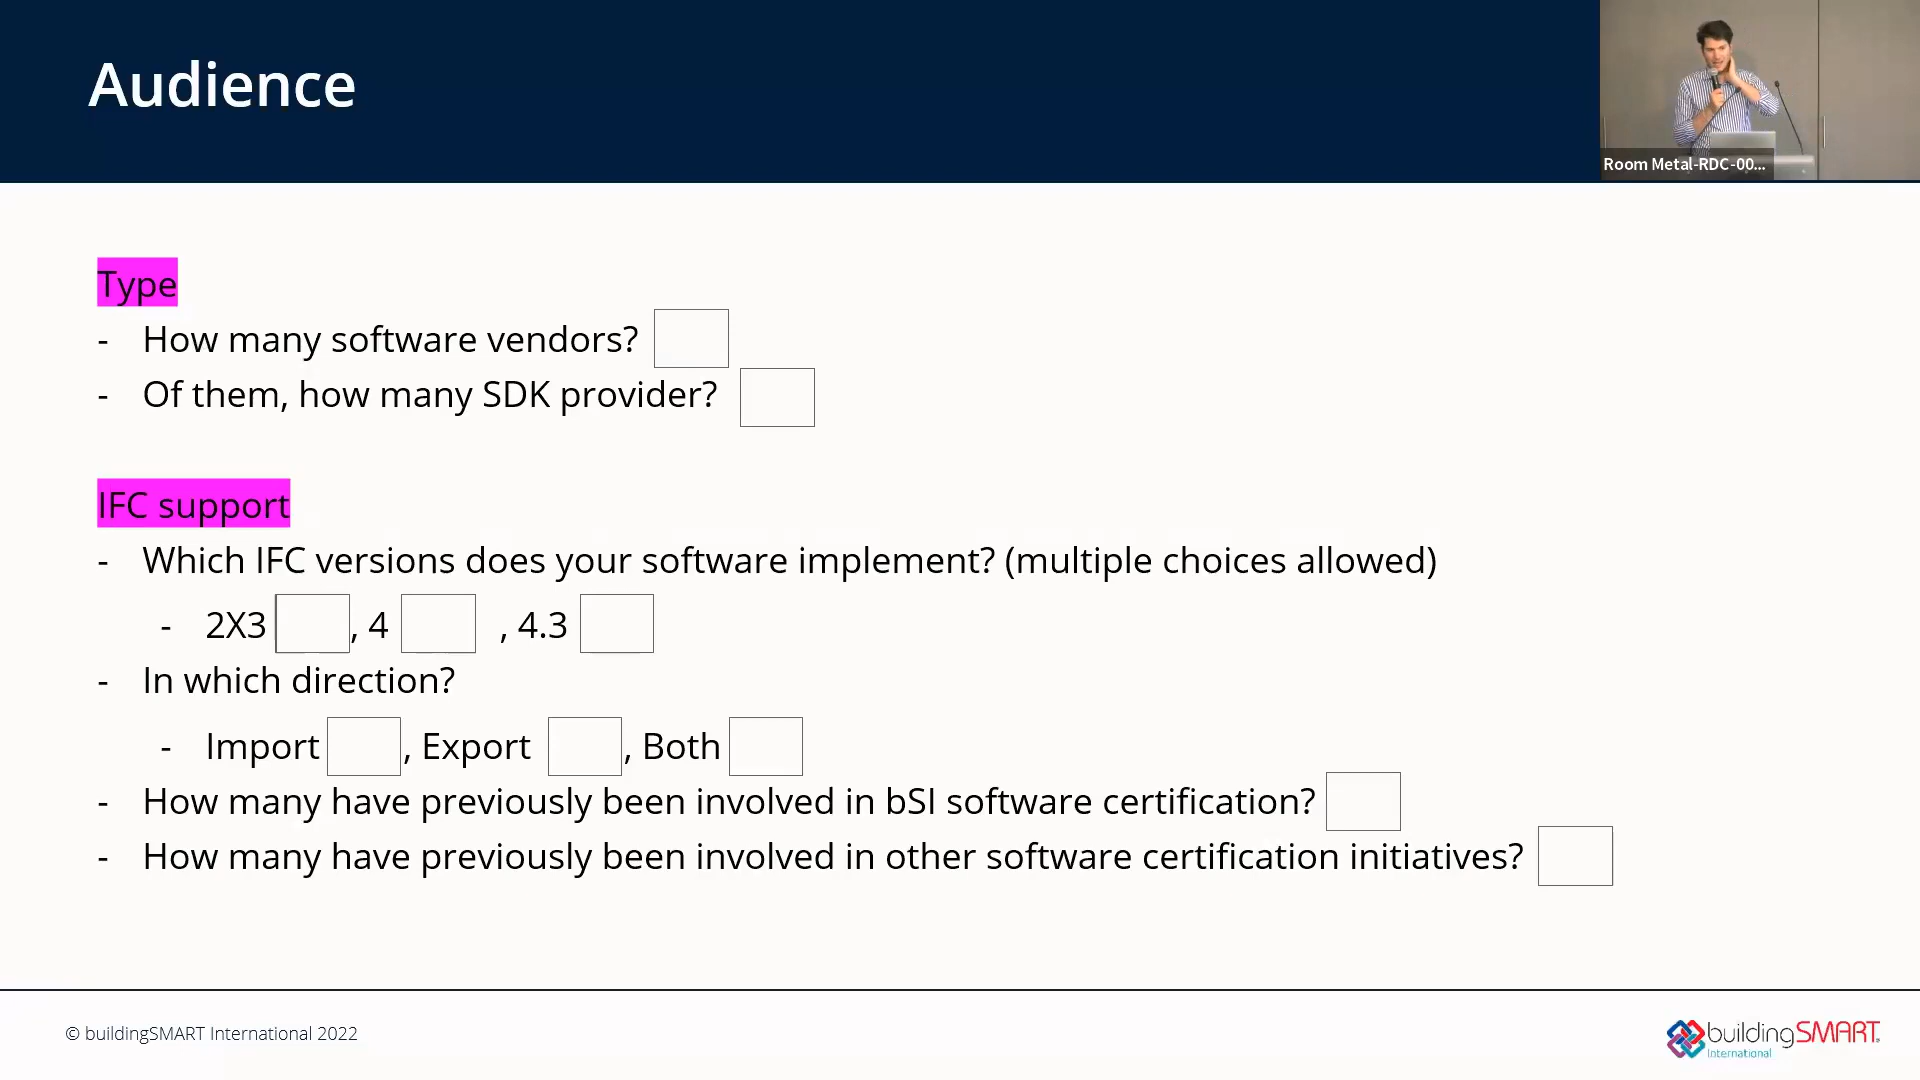 Audience
Room Metal-RDC-00...
Type
- How many software vendors?
- Of them, how many SDK provider?
IFC support
- Which IFC versions does your software implement? (multiple choices allowed)
- 2X3 , 4 , 4.3
- In which direction?
- Import , Export , Both
- How many have previously been involved in bSI software certification?
- How many have previously been involved in other software certification initiatives?
© buildingSMART International 2022
buildingSMART
International